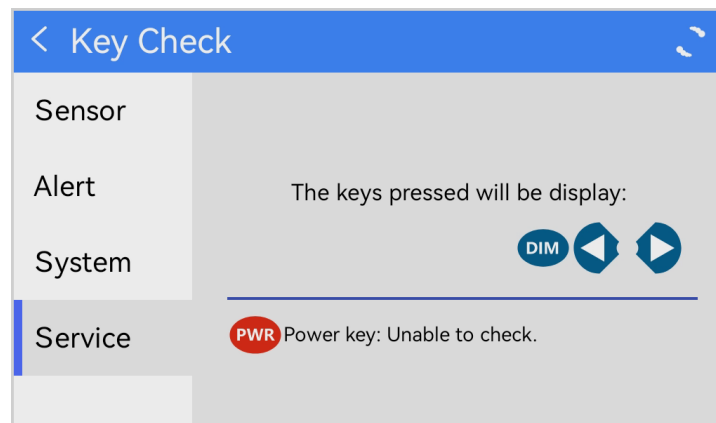 Key Check
Sensor
Alert
System
Service
The keys pressed will be display:
DIM
PWR Power key: Unable to check.